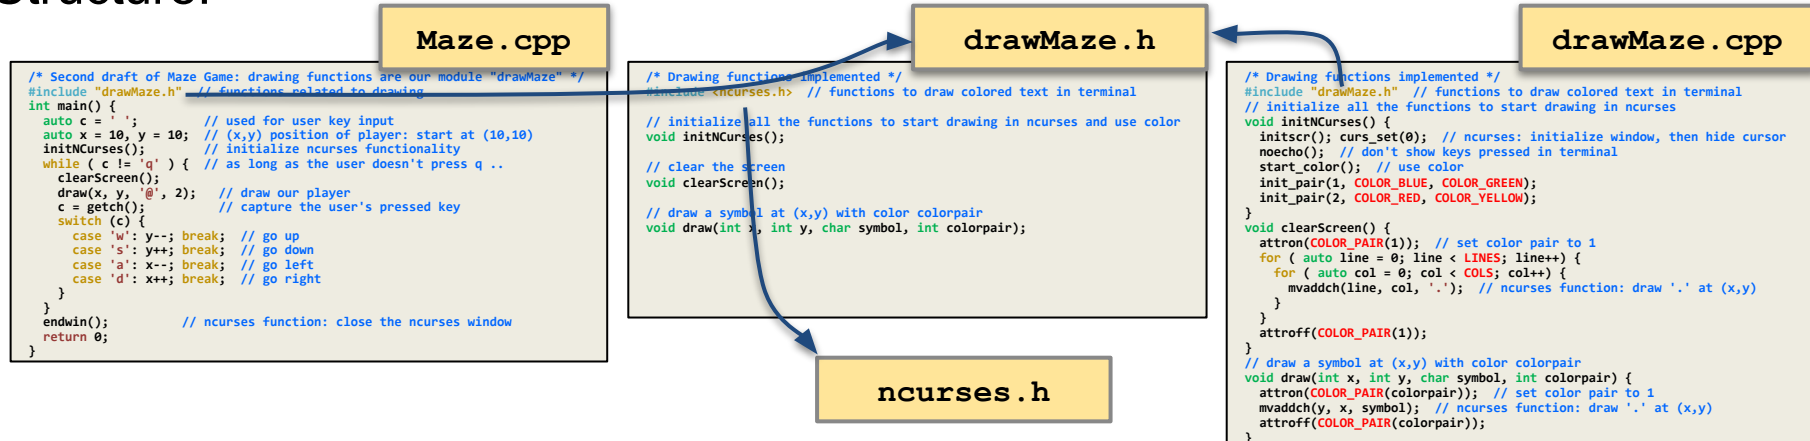 Structure:
Maze.cpp
/* Second draft of Maze Game: drawing functions are our module "drawMaze" */
#include "drawMaze.h"  // functions related to drawing
int main() {
  auto c = ' ';         // used for user key input
  auto x = 10, y = 10;  // (x,y) position of player: start at (10,10)
  initNCurses();        // initialize ncurses functionality
  while ( c != 'q' ) {  // as long as the user doesn't press q ..
    clearScreen();
    draw(x, y, '@', 2);   // draw our player
    c = getch();          // capture the user's pressed key
    switch (c) {
      case 'w': y--; break;  // go up
      case 's': y++; break;  // go down
      case 'a': x--; break;  // go left
      case 'd': x++; break;  // go right
    }
  }
  endwin();          // ncurses function: close the ncurses window
  return 0;
}
drawMaze.h
/* Drawing functions implemented */
#include <ncurses.h>  // functions to draw colored text in terminal
// initialize all the functions to start drawing in ncurses and use color
void initNCurses();
// clear the screen
void clearScreen();
// draw a symbol at (x,y) with color colorpair
void draw(int x, int y, char symbol, int colorpair);
ncurses.h
drawMaze.cpp
/* Drawing functions implemented */
#include "drawMaze.h"  // functions to draw colored text in terminal
// initialize all the functions to start drawing in ncurses
void initNCurses() {
  initscr(); curs_set(0);  // ncurses: initialize window, then hide cursor
  noecho();  // don't show keys pressed in terminal
  start_color();  // use color
  init_pair(1, COLOR_BLUE, COLOR_GREEN);
  init_pair(2, COLOR_RED, COLOR_YELLOW);
}
void clearScreen() {
  attron(COLOR_PAIR(1));  // set color pair to 1
  for ( auto line = 0; line < LINES; line++) {
    for ( auto col = 0; col < COLS; col++) {
      mvaddch(line, col, '.');  // ncurses function: draw '.' at (x,y)
    }
  }
  attroff(COLOR_PAIR(1));
}
// draw a symbol at (x,y) with color colorpair
void draw(int x, int y, char symbol, int colorpair) {
  attron(COLOR_PAIR(colorpair));  // set color pair to 1
  mvaddch(y, x, symbol);  // ncurses function: draw '.' at (x,y)
  attroff(COLOR_PAIR(colorpair));
}